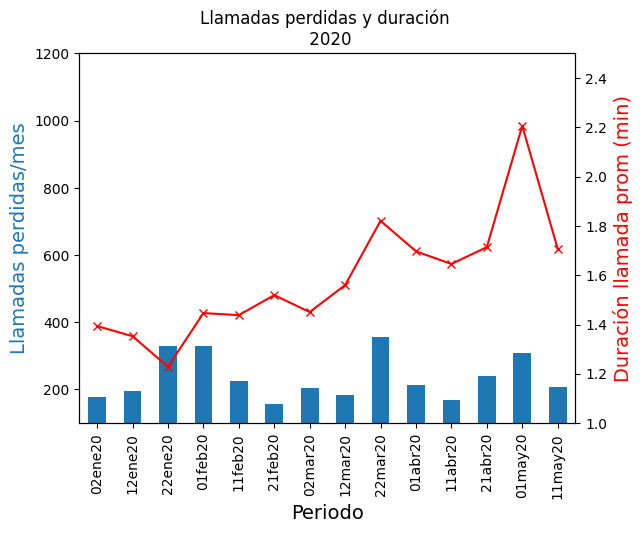 Llamadas perdidas y duración
2020
Llamadas perdidas/mes
1200
1000
800
600
400
200
2.4
2.2
2.0
1.8
1.6
1.4
1.2
1.0
Duración llamada prom (min)
02ene20
12ene20
22ene20
01feb20
11feb20
21feb20
02mar20
12mar20
22mar20
01abr20
11abr20
21abr20
01may20
11may20
Periodo